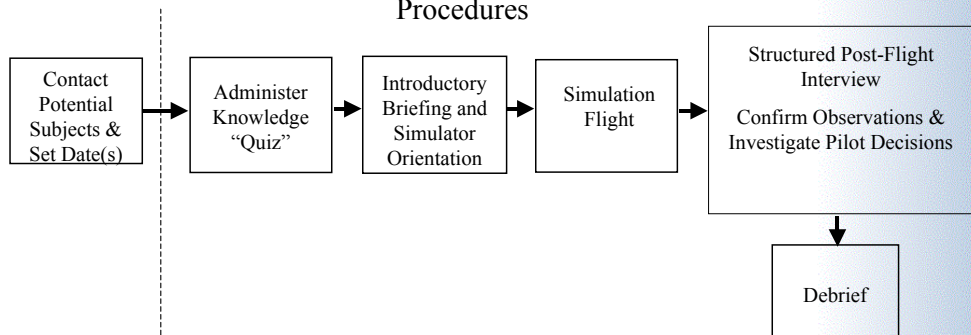 Procedures
Contact
Potential
Subjects &
Set Date(s)
Administer
Knowledge
“Quiz”
Introductory
Briefing and
Simulator
Orientation
Simulation
Flight
Structured Post-Flight
Interview
Confirm Observations &
Investigate Pilot Decisions
Debrief